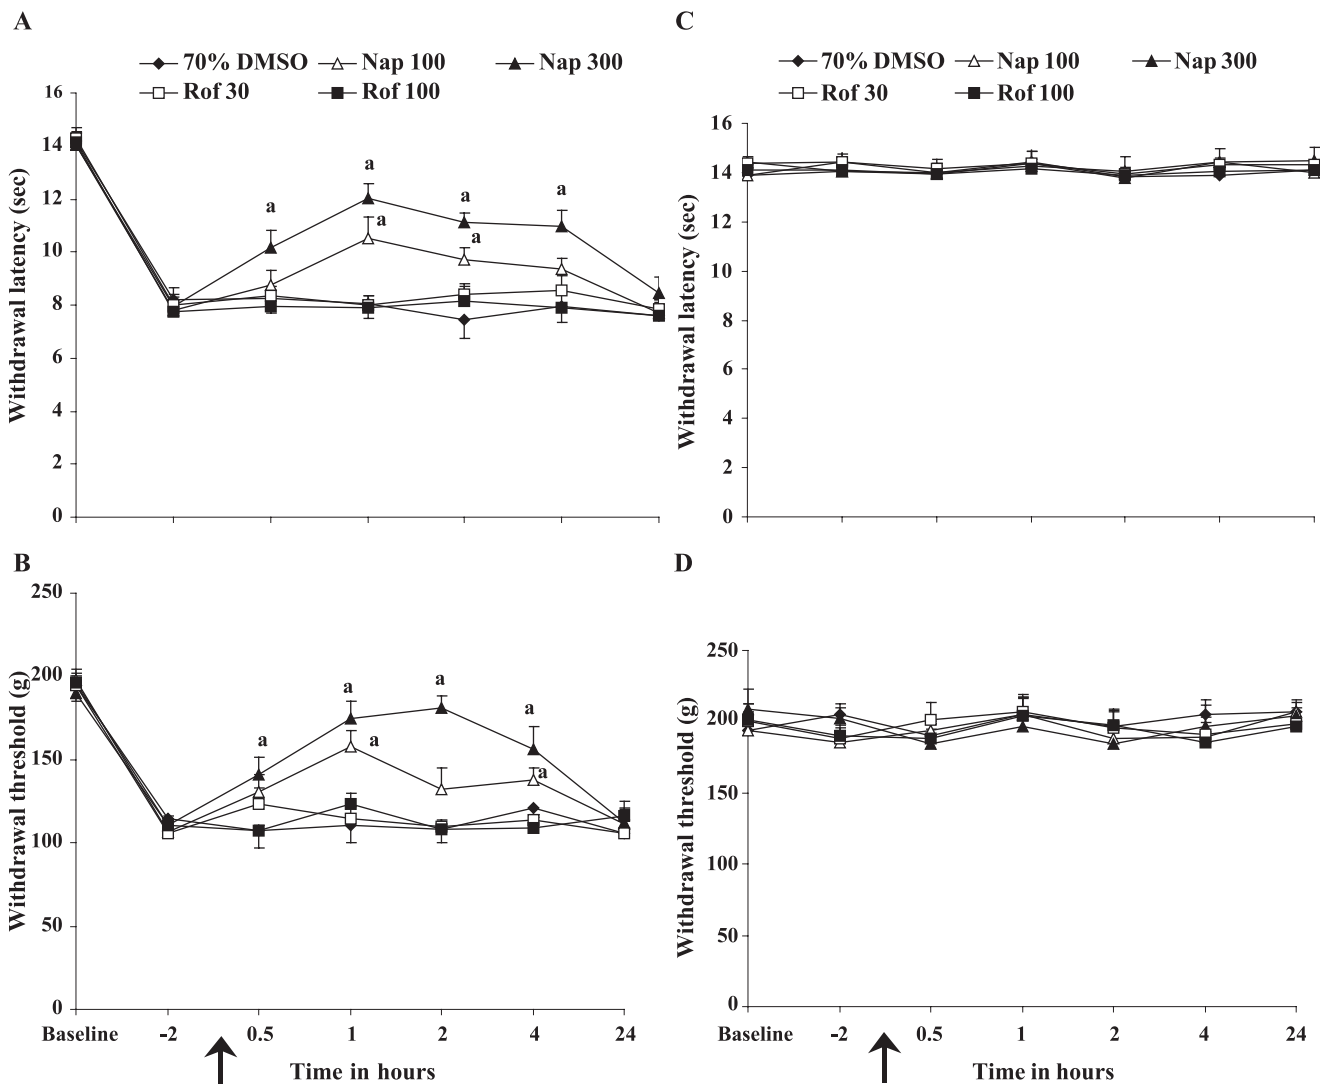 A
70% DMSO Nap 100 Nap 300
Rof 30 Rof 100
16
14
12
10
8
6
4
2
0
Withdrawal latency (sec)
a
a
a
a
a
a
C
70% DMSO Nap 100 Nap 300
Rof 30 Rof 100
16
14
12
10
8
6
4
2
0
Withdrawal latency (sec)
B
250
200
150
100
50
0
Withdrawal threshold (g)
a
a
a
a
a
a
Baseline -2 0.5 1 2 4 24
Time in hours
D
250
200
150
100
50
0
Withdrawal threshold (g)
Baseline -2 0.5 1 2 4 24
Time in hours